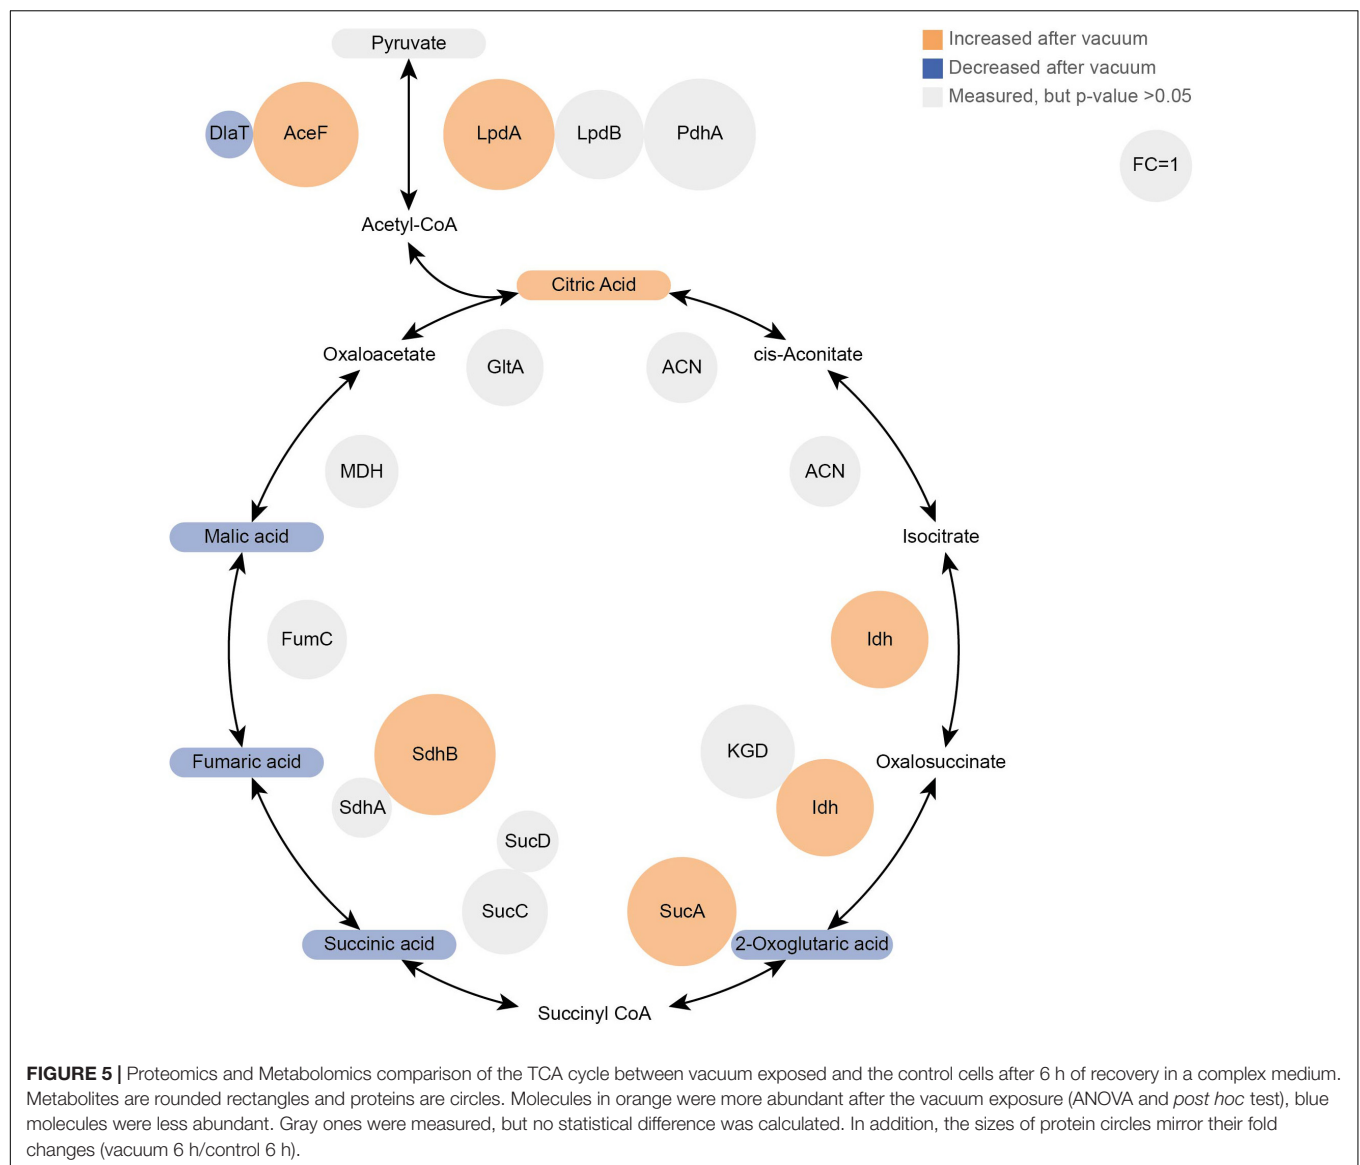 Pyruvate
Increased after vacuum
Decreased after vacuum
Measured, but p-value >0.05
FC=1
DlaT
AceF
LpdA
LpdB
PdhA
Acetyl-CoA
Citric Acid
Oxaloacetate
GltA
ACN
cis-Aconitate
MDH
ACN
Malic acid
Isocitrate
FumC
Idh
Fumaric acid
SdhB
KGD
Oxalosuccinate
SdhA
Idh
SucD
SucC
SucA
Succinic acid
2-Oxoglutaric acid
Succinyl CoA
FIGURE 5 | Proteomics and Metabolomics comparison of the TCA cycle between vacuum exposed and the control cells after 6 h of recovery in a complex medium.
Metabolites are rounded rectangles and proteins are circles. Molecules in orange were more abundant after the vacuum exposure (ANOVA and post hoc test), blue
molecules were less abundant. Gray ones were measured, but no statistical difference was calculated. In addition, the sizes of protein circles mirror their fold
changes (vacuum 6 h/control 6 h).